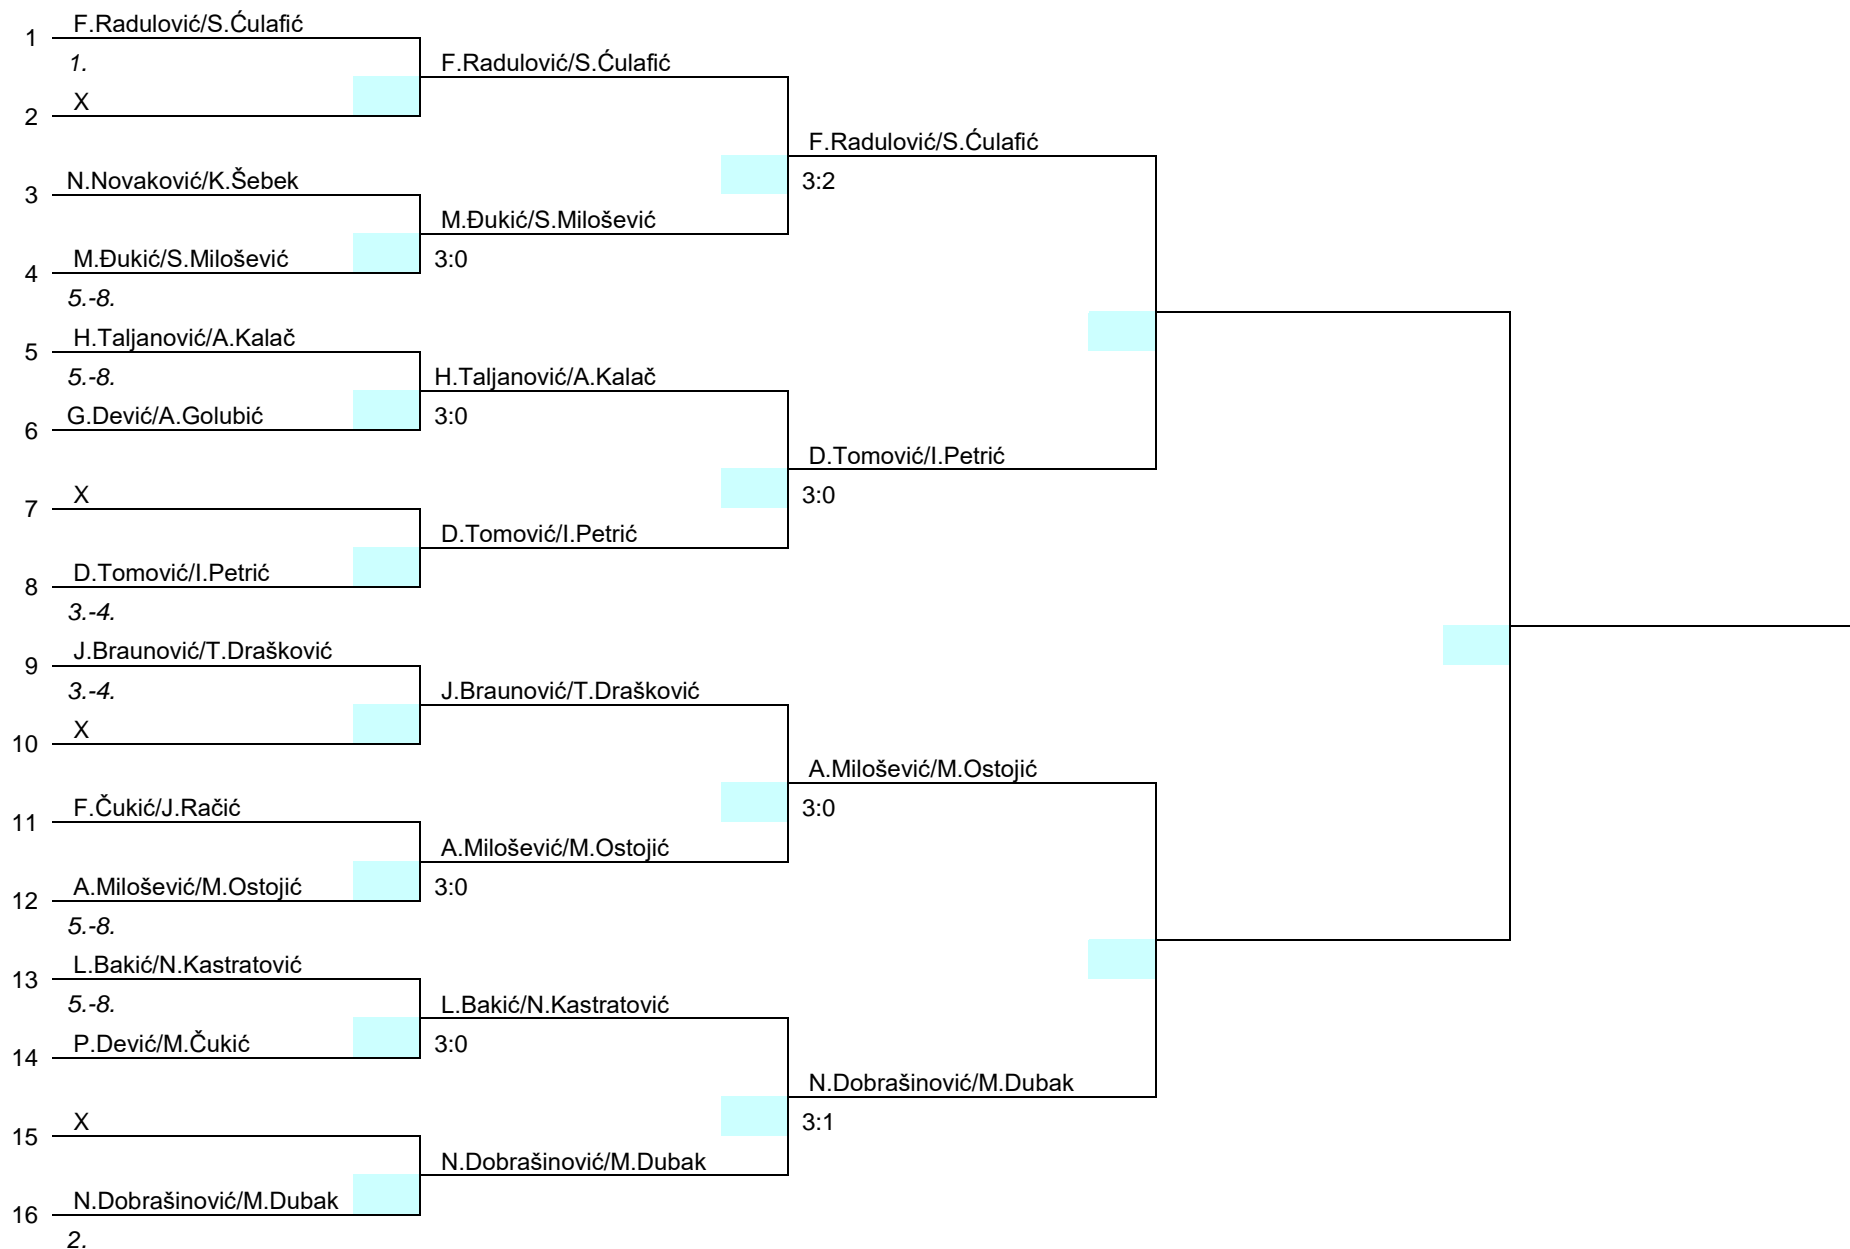 F.Radulović/S.Ćulafić
1
1.
F.Radulović/S.Ćulafić
X
2
F.Radulović/S.Ćulafić
3:2
N.Novaković/K.Šebek
3
M.Đukić/S.Milošević
M.Đukić/S.Milošević
3:0
4
5.-8.
H.Taljanović/A.Kalač
5
5.-8.
H.Taljanović/A.Kalač
G.Dević/A.Golubić
3:0
6
D.Tomović/I.Petrić
3:0
X
7
D.Tomović/I.Petrić
D.Tomović/I.Petrić
8
3.-4.
J.Braunović/T.Drašković
9
3.-4.
J.Braunović/T.Drašković
X
10
A.Milošević/M.Ostojić
3:0
F.Čukić/J.Račić
11
A.Milošević/M.Ostojić
A.Milošević/M.Ostojić
3:0
12
5.-8.
L.Bakić/N.Kastratović
13
5.-8.
L.Bakić/N.Kastratović
P.Dević/M.Čukić
3:0
14
N.Dobrašinović/M.Dubak
3:1
X
15
N.Dobrašinović/M.Dubak
N.Dobrašinović/M.Dubak
16
2.